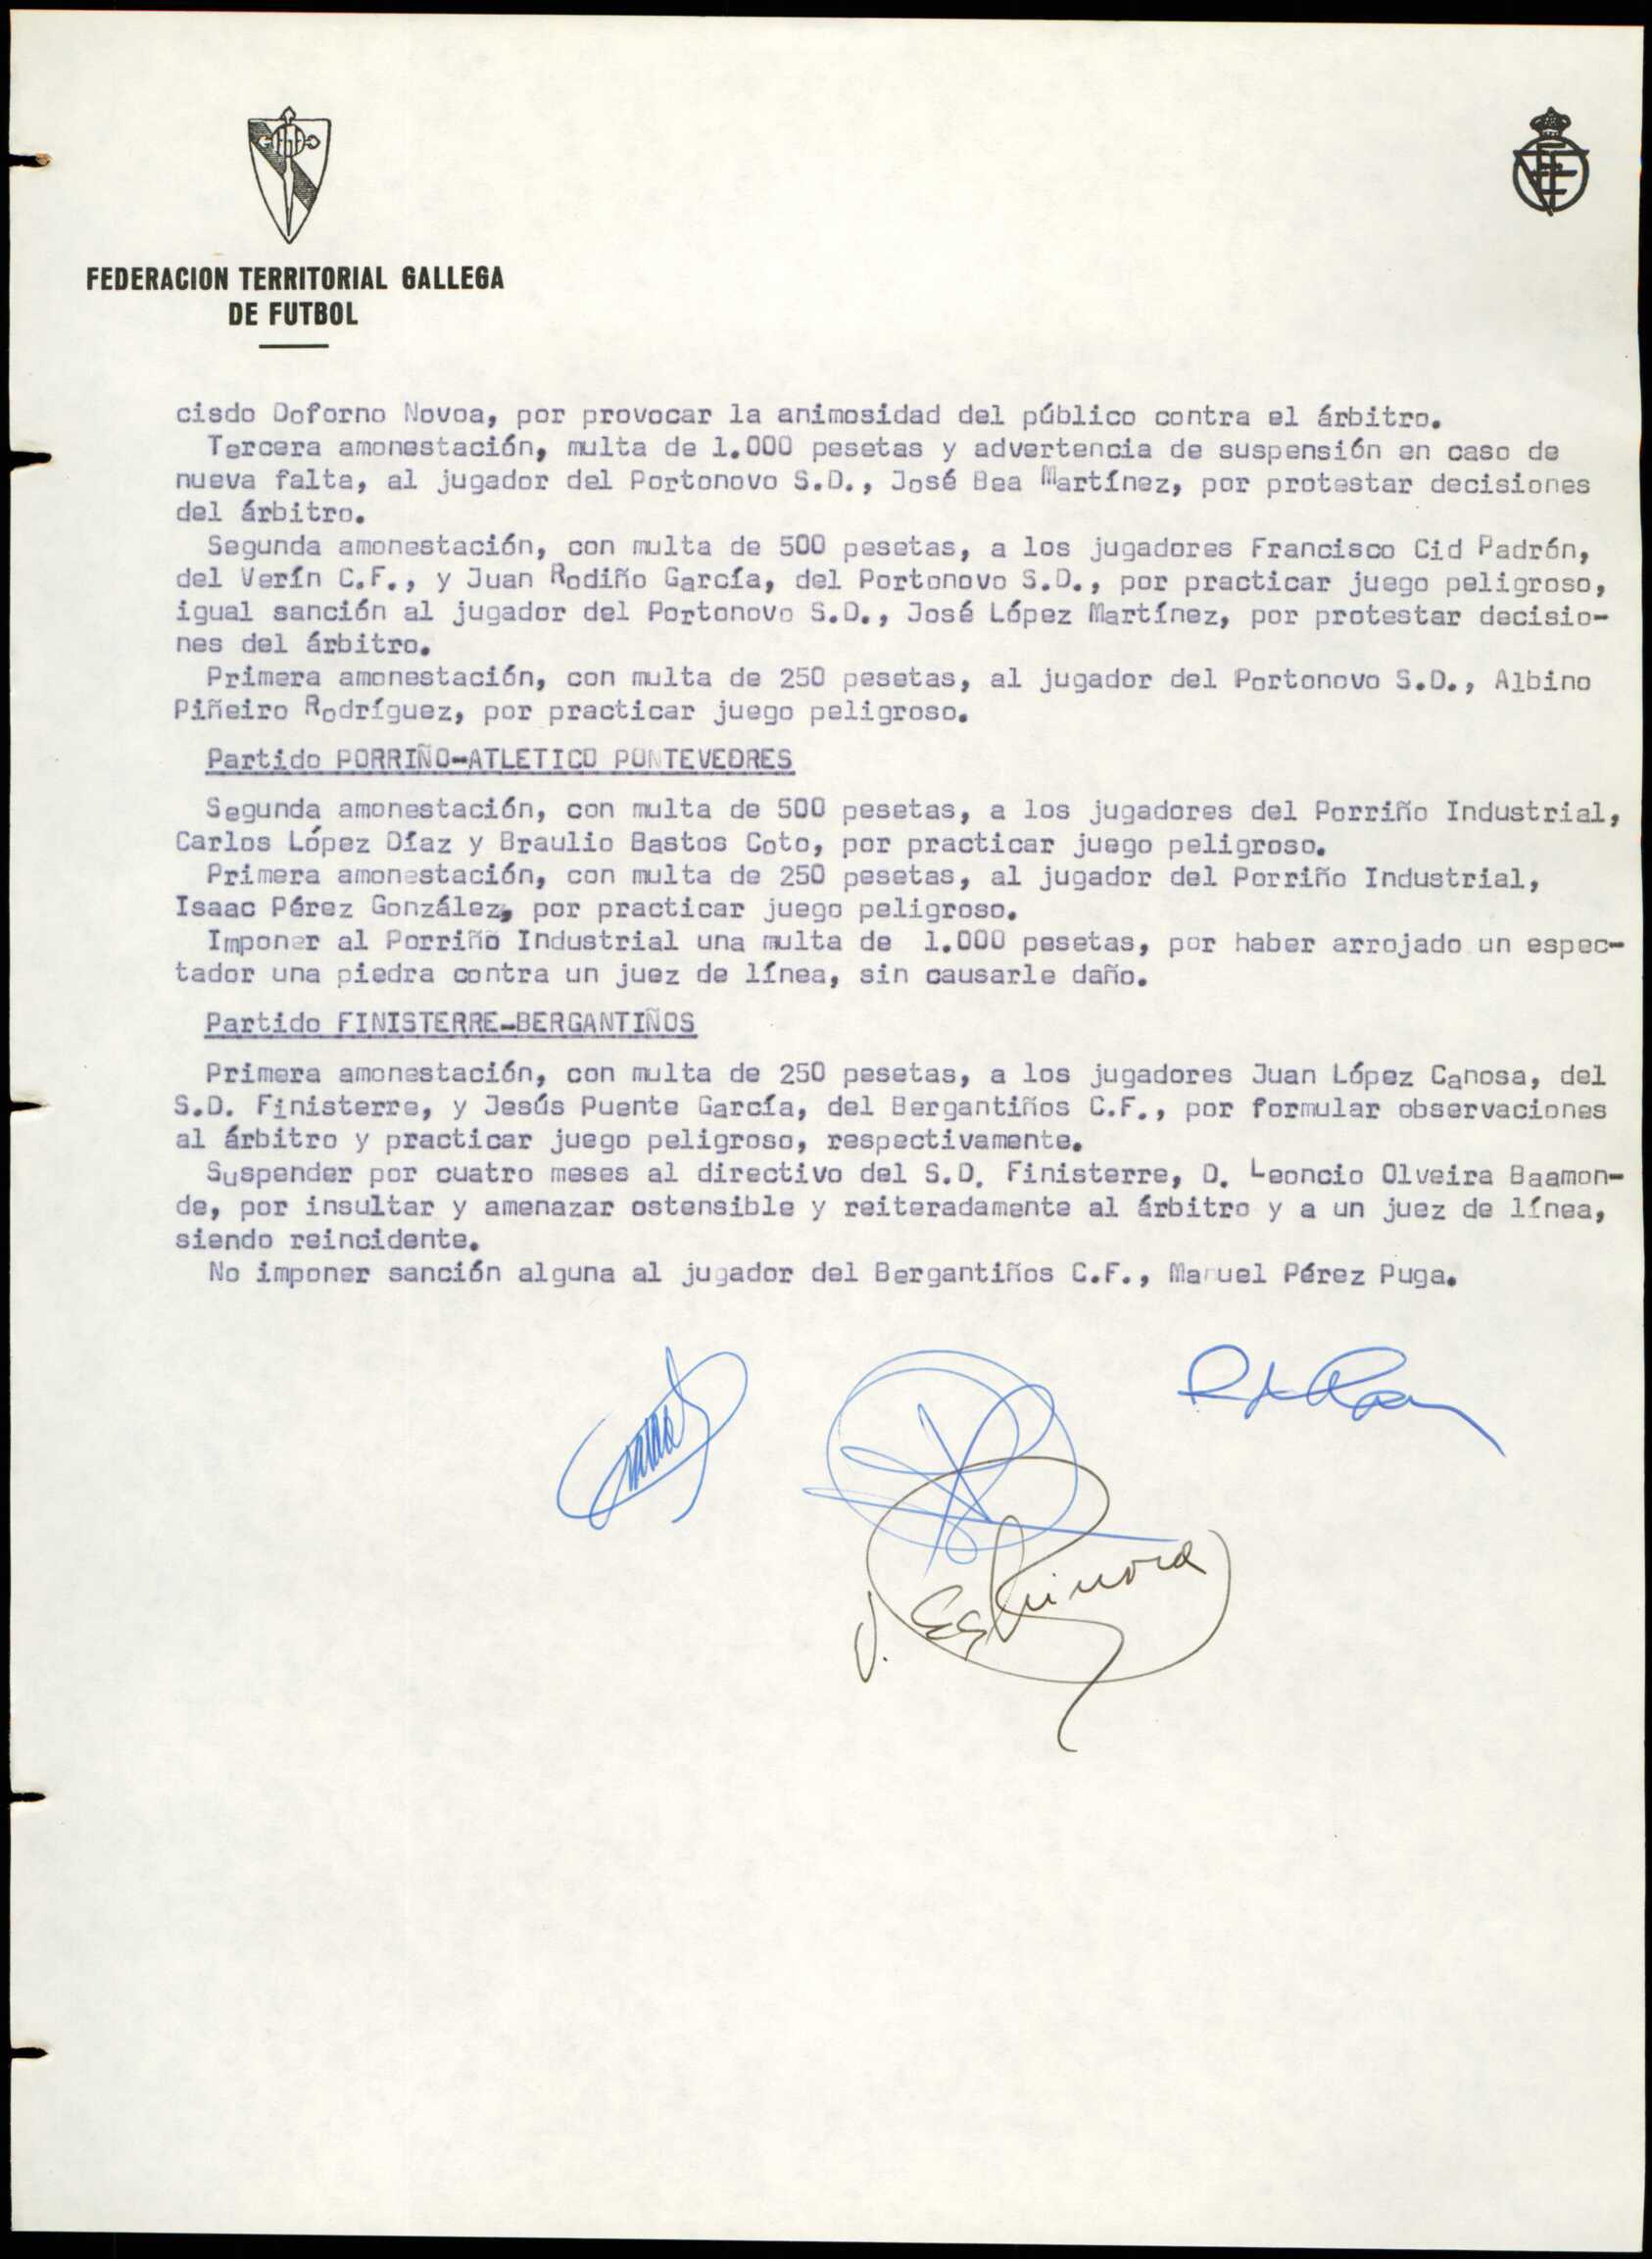 FEDERACION TERRITORIAL GALLEGA
DE FUTBOL
cisdo Doforno Novoa, por provocar la animosidad del público contra el árbitro.
Tercera amonestación, multa de 1.000 pesetas y advertencia de suspensión en caso de
nueva falta, al jugador del Portonovo S.D., José Bea Martínez, por protestar decisiones
del árbitro.
Segunda amonestación, con multa de 500 pesetas, a los jugadores Francisco Cid Padrón,
del Verín C.F., y Juan Rodiño García, del Portonovo S.D., por practicar juego peligroso,
igual sanción al jugador del Portonovo S.D., José López Martínez, por protestar decisio-
nes del árbitro.
Primera amonestación, con multa de 250 pesetas, al jugador del Portonovo S.D., Albino
Piñeiro Rodríguez, por practicar juego peligroso.
Partido PORRIÑO-ATLETICO PONTEVEDRES
Segunda amonestación, con multa de 500 pesetas, a los jugadores del Porriño Industrial,
Carlos López Díaz y Braulio Bastos Coto, por practicar juego peligroso.
Primera amonestación, con multa de 250 pesetas, al jugador del Porriño Industrial,
Isaac Pérez González, por practicar juego peligroso.
Imponer al Porriño Industrial una multa de 1.000 pesetas, por haber arrojado un espec-
tador una piedra contra un juez de línea, sin causarle daño.
Partido FINISTERRE-BERGANTIÑOS
Primera amonestación, con multa de 250 pesetas, a los jugadores Juan López Canosa, del
S.D. Finisterre, y Jesús Puente García, del Bergantiños C.F., por formular observaciones
al árbitro y practicar juego peligroso, respectivamente.
Suspender por cuatro meses al directivo del S.D. Finisterre, D. Leoncio Olveira Baamon-
de, por insultar y amenazar ostensible y reiteradamente al árbitro y a un juez de línea,
siendo reincidente.
No imponer sanción alguna al jugador del Bergantiños C.F., Manuel Pérez Puga.